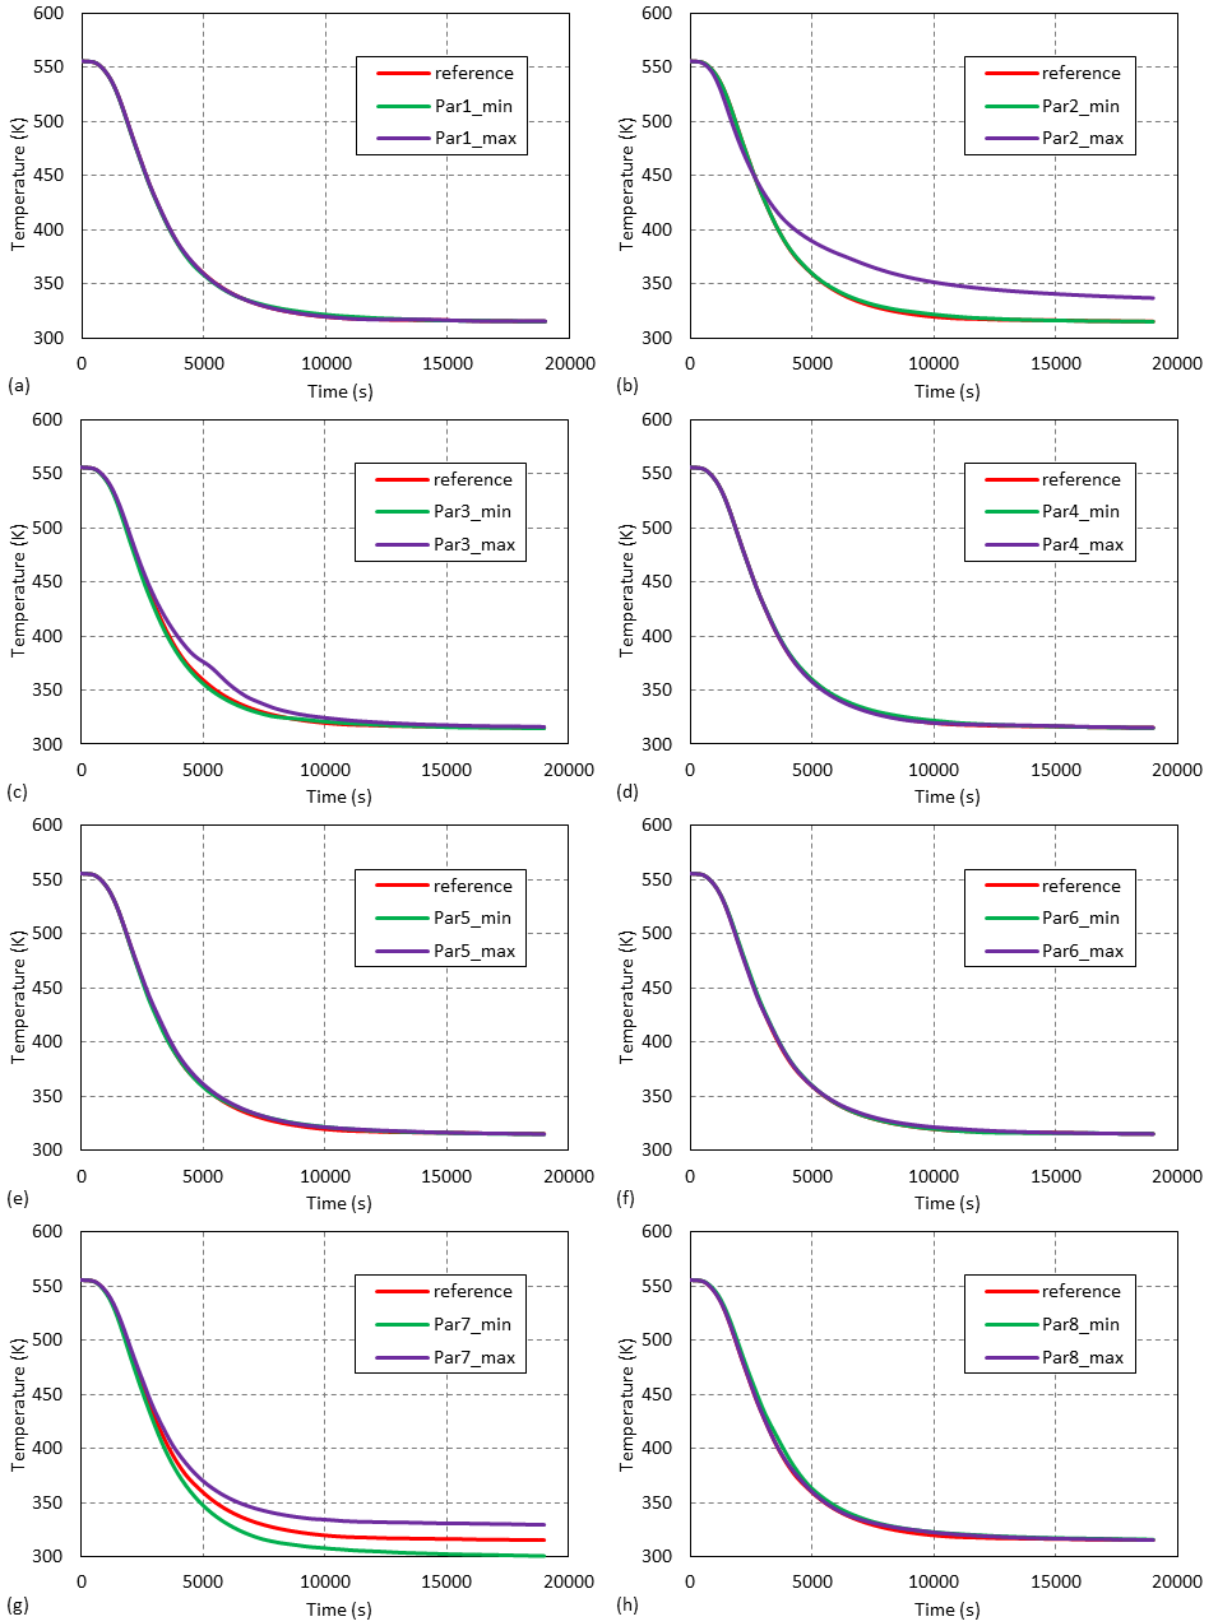 600
550
500
450
400
350
300
Temperature (K)
reference
Par1_min
Par1_max
0
5000
10000
15000
20000
Time (s)
(a)
600
550
500
450
400
350
300
Temperature (K)
reference
Par2_min
Par2_max
0
5000
10000
15000
20000
Time (s)
(b)
600
550
500
450
400
350
300
Temperature (K)
reference
Par3_min
Par3_max
0
5000
10000
15000
20000
Time (s)
(c)
600
550
500
450
400
350
300
Temperature (K)
reference
Par4_min
Par4_max
0
5000
10000
15000
20000
Time (s)
(d)
600
550
500
450
400
350
300
Temperature (K)
reference
Par5_min
Par5_max
0
5000
10000
15000
20000
Time (s)
(e)
600
550
500
450
400
350
300
Temperature (K)
reference
Par6_min
Par6_max
0
5000
10000
15000
20000
Time (s)
(f)
600
550
500
450
400
350
300
Temperature (K)
reference
Par7_min
Par7_max
0
5000
10000
15000
20000
Time (s)
(g)
600
550
500
450
400
350
300
Temperature (K)
reference
Par8_min
Par8_max
0
5000
10000
15000
20000
Time (s)
(h)